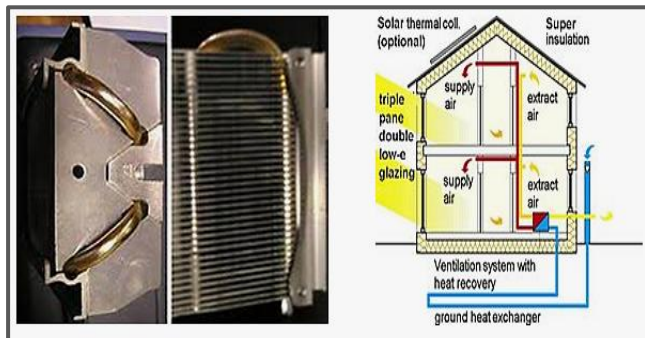 Solar thermal coll.
(optional)
Super
insulation
supply
air
extract
air
triple
pane
double
low-e
glazing
supply
air
extract
air
Ventilation system with
heat recovery
ground heat exchanger